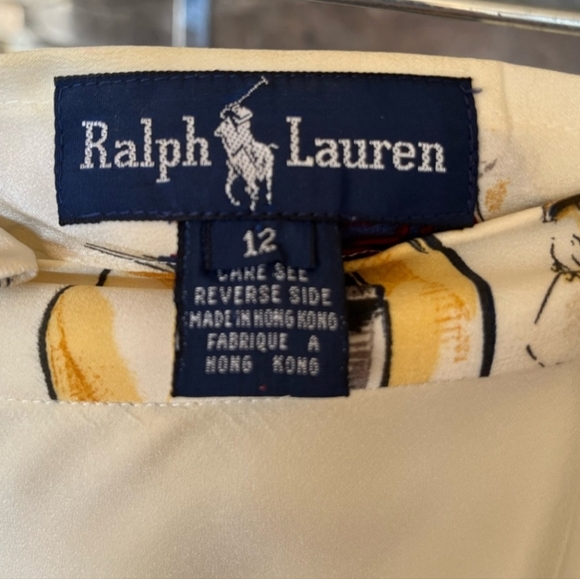 Ralph Lauren
12
CARE SEE
REVERSE SIDE
MADE IN HONG KONG
FABRIQUE A
HONG KONG